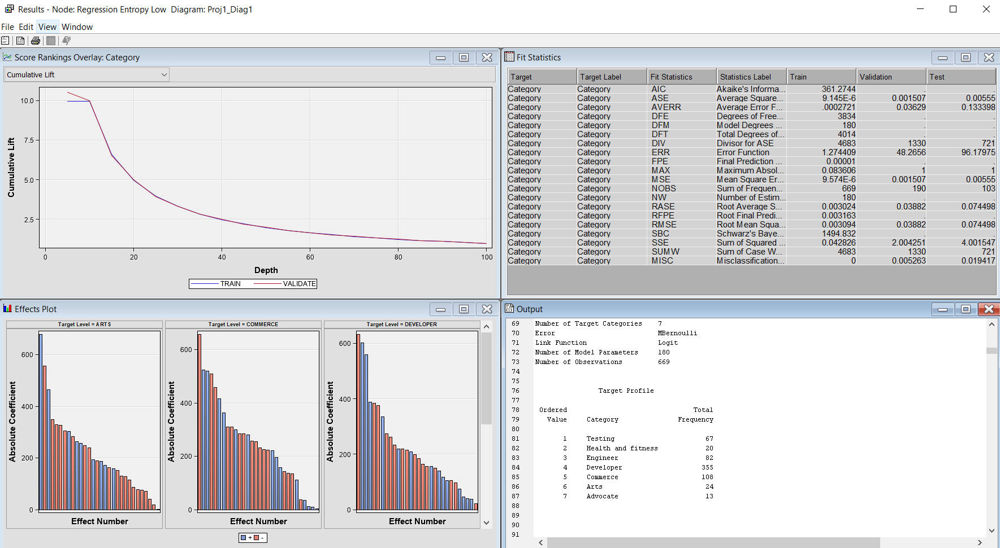 Results - Node: Regression Entropy Low  Diagram: Proj1_Diag1
File Edit View Window
Score Rankings Overlay: Category
Cumulative Lift
10.0
7.5
5.0
2.5
Cumulative Lift
0 20 40 60 80 100
Depth
TRAIN VALIDATE
Fit Statistics
Target Target Label Fit Statistics Statistics Label Train Validation Test
Category Category AIC Akaike's Informa... 361.2744 . .
Category Category ASE Average Square... 9.145E-6 0.001507 0.00555
Category Category AVERR Average Error F... .0002721 0.03629 0.133398
Category Category DFE Degrees of Free... 3834 . .
Category Category DFM Model Degrees ... 180 . .
Category Category DFT Total Degrees of... 4014 . .
Category Category DIV Divisor for ASE 4683 1330 721
Category Category ERR Error Function 1.274409 48.2656 96.17975
Category Category FPE Final Prediction ... 0.00001 . .
Category Category MAX Maximum Absol... 0.083606 1 1
Category Category MSE Mean Square Er... 9.574E-6 0.001507 0.00555
Category Category NOBS Sum of Frequen... 669 190 103
Category Category NW Number of Estim... 180 . .
Category Category RASE Root Average S... 0.003024 0.03882 0.074498
Category Category RFPE Root Final Predi... 0.003163 . .
Category Category RMSE Root Mean Squa... 0.003094 0.03882 0.074498
Category Category SBC Schwarz's Baye... 1494.832 . .
Category Category SSE Sum of Squared ... 0.042826 2.004251 4.001547
Category Category SUMW Sum of Case W... 4683 1330 721
Category Category MISC Misclassification... 0 0.005263 0.019417
Effects Plot
Target Level = ARTS
600
400
200
0
Absolute Coefficient
Effect Number
Target Level = COMMERCE
600
400
200
0
Absolute Coefficient
Effect Number
Target Level = DEVELOPER
600
400
200
0
Absolute Coefficient
Effect Number
+ -
Output
69 Number of Target Categories 7
70 Error MBernoulli
71 Link Function Logit
72 Number of Model Parameters 180
73 Number of Observations 669
74
75
76 Target Profile
77
78 Ordered Total
79 Value Category Frequency
80
81 1 Testing 67
82 2 Health and fitness 20
83 3 Engineer 82
84 4 Developer 355
85 5 Commerce 108
86 6 Arts 24
87 7 Advocate 13
88
89
90
91